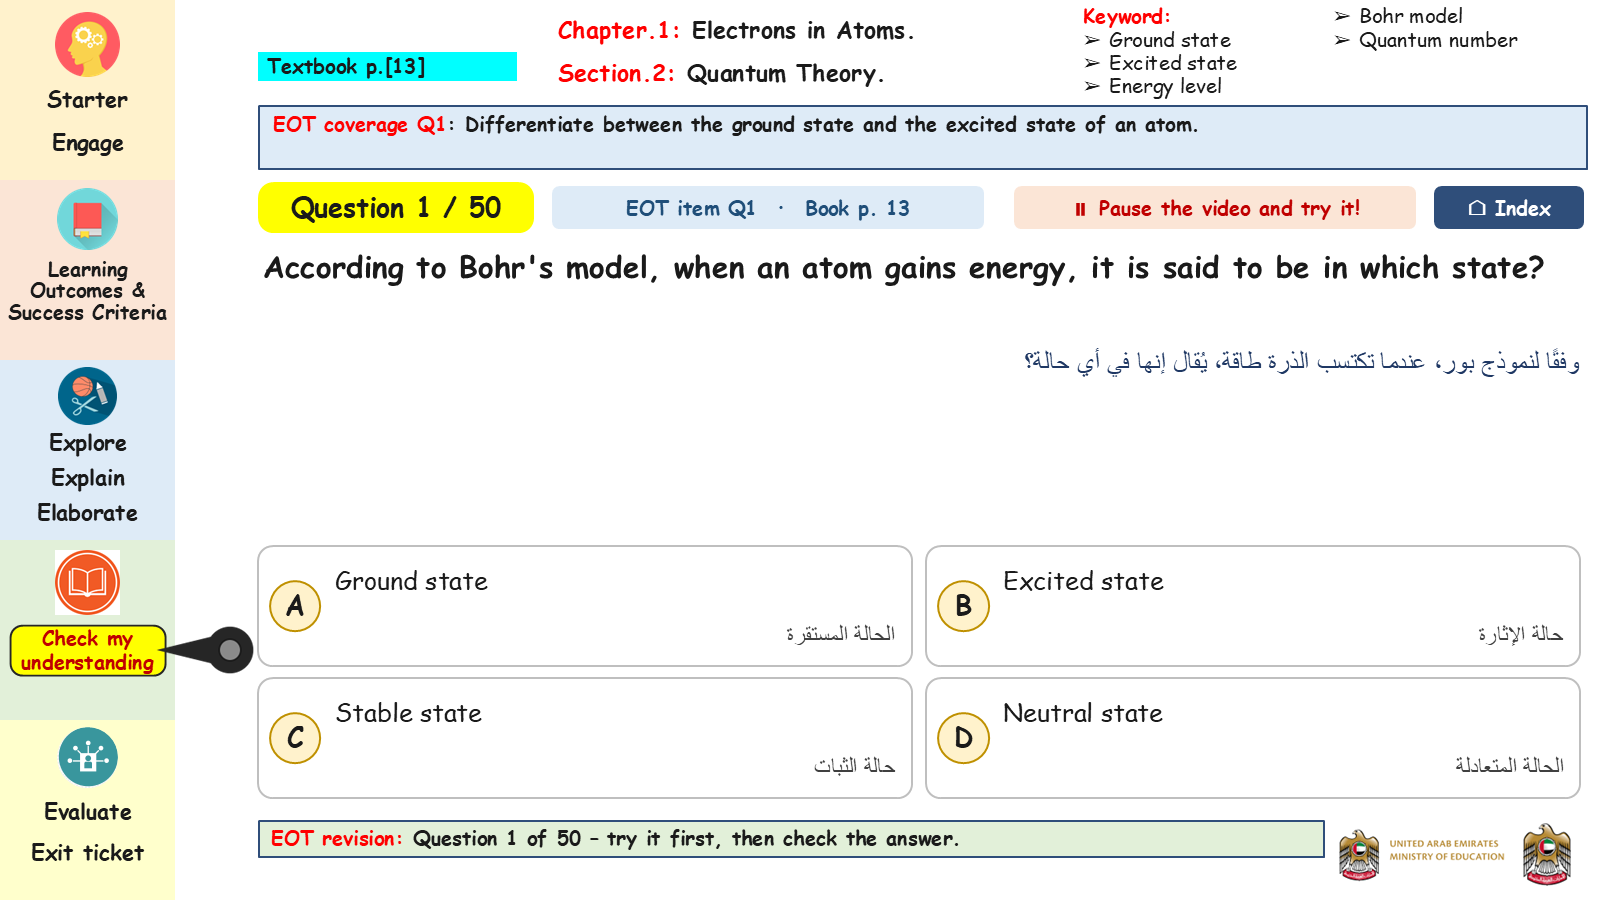 Starter
Engage
Learning
Outcomes &
Success Criteria
Explore
Explain
Elaborate
Check my
understanding
Evaluate
Exit ticket
Textbook p.[13]
Chapter.1: Electrons in Atoms.
Section.2: Quantum Theory.
Keyword:
➢ Ground state
➢ Excited state
➢ Energy level
➢ Bohr model
➢ Quantum number
EOT coverage Q1: Differentiate between the ground state and the excited state of an atom.
Question 1 / 50
EOT item Q1 · Book p. 13
⏸ Pause the video and try it!
Index
According to Bohr's model, when an atom gains energy, it is said to be in which state?
وفقًا لنموذج بور، عندما تكتسب الذرة طاقة، يُقال إنها في أي حالة؟
A
Ground state
الحالة المستقرة
B
Excited state
حالة الإثارة
C
Stable state
حالة الثبات
D
Neutral state
الحالة المتعادلة
EOT revision: Question 1 of 50 – try it first, then check the answer.
UNITED ARAB EMIRATES
MINISTRY OF EDUCATION